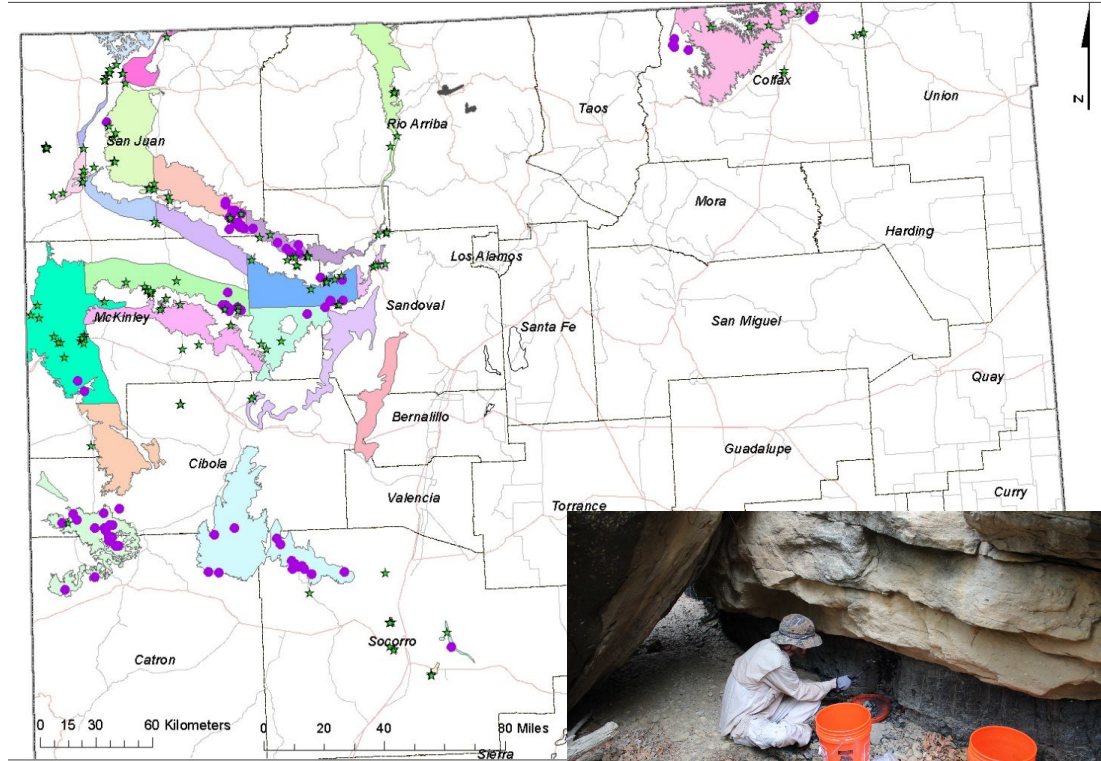 Colfax
Union
Taos
Rio Arriba
San Juan
Mora
Harding
Los Alamos
McKinley
Sandoval
Santa Fe
San Miguel
Quay
Bernalillo
Guadalupe
Cibola
Valencia
Torrance
Curry
Socorro
Catron
0 15 30 60 Kilometers 0 20 40 80 Miles
Sierra
N